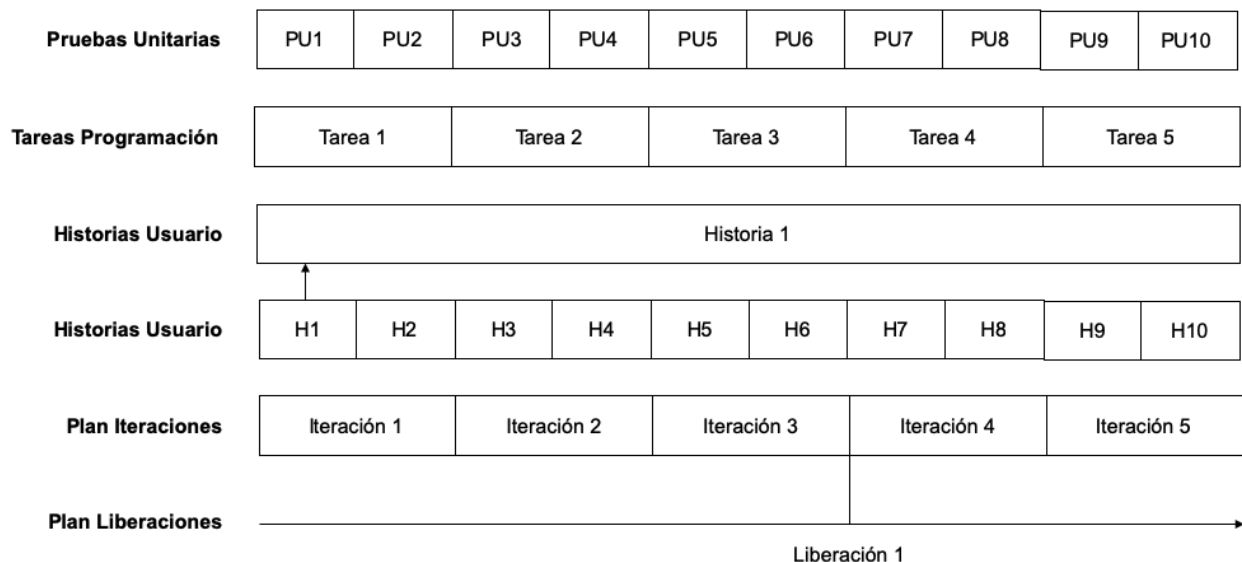 Pruebas Unitarias PU1 PU2 PU3 PU4 PU5 PU6 PU7 PU8 PU9 PU10
Tareas Programación Tarea 1 Tarea 2 Tarea 3 Tarea 4 Tarea 5
Historias Usuario Historia 1
Historias Usuario H1 H2 H3 H4 H5 H6 H7 H8 H9 H10
Plan Iteraciones Iteración 1 Iteración 2 Iteración 3 Iteración 4 Iteración 5
Plan Liberaciones
Liberación 1